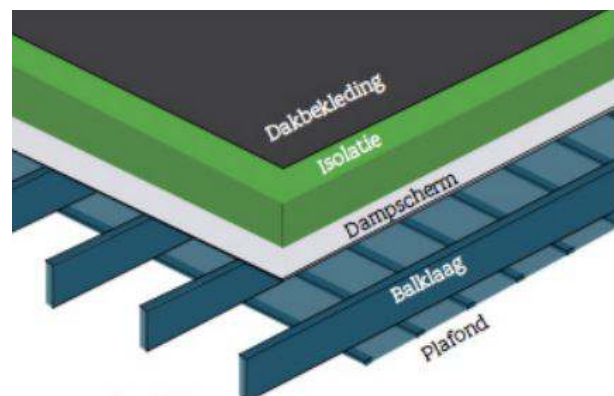 Dakbekleding
Isolatie
Dampscherm
Balklaag
Plafond